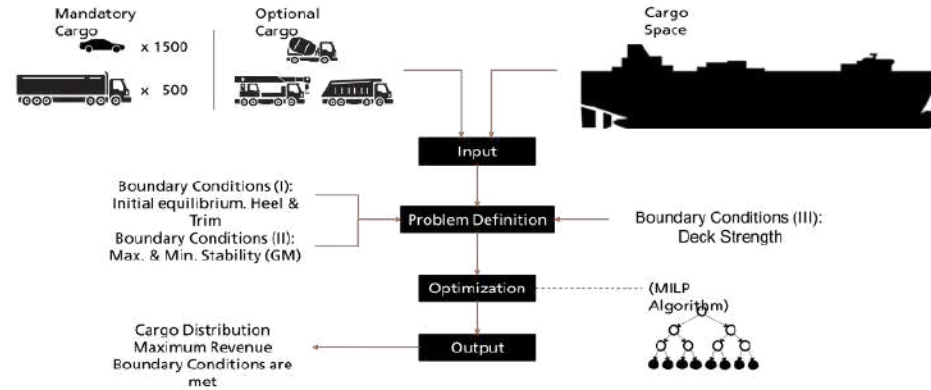 Mandatory
Cargo
x 1500
x 500
Optional
Cargo
Cargo
Space
Input
Boundary Conditions (I):
Initial equilibrium. Heel &
Trim
Boundary Conditions (II):
Max. & Min. Stability (GM)
Problem Definition
Boundary Conditions (III):
Deck Strength
Optimization
(MILP
Algorithm)
Cargo Distribution
Maximum Revenue
Boundary Conditions are
met
Output